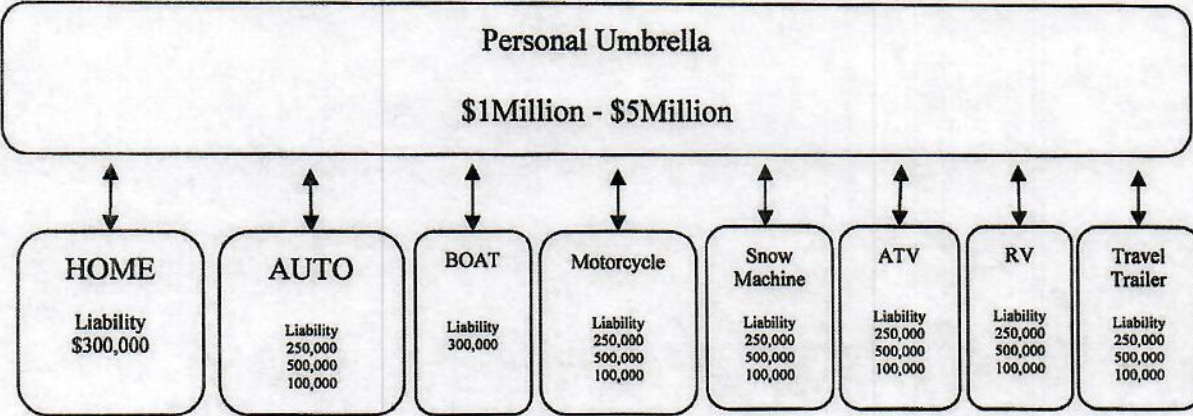 Personal Umbrella
$1Million - $5Million
HOME
Liability
$300,000
AUTO
Liability
250,000
500,000
100,000
BOAT
Liability
300,000
Motorcycle
Liability
250,000
500,000
100,000
Snow
Machine
Liability
250,000
500,000
100,000
ATV
Liability
250,000
500,000
100,000
RV
Liability
250,000
500,000
100,000
Travel
Trailer
Liability
250,000
500,000
100,000